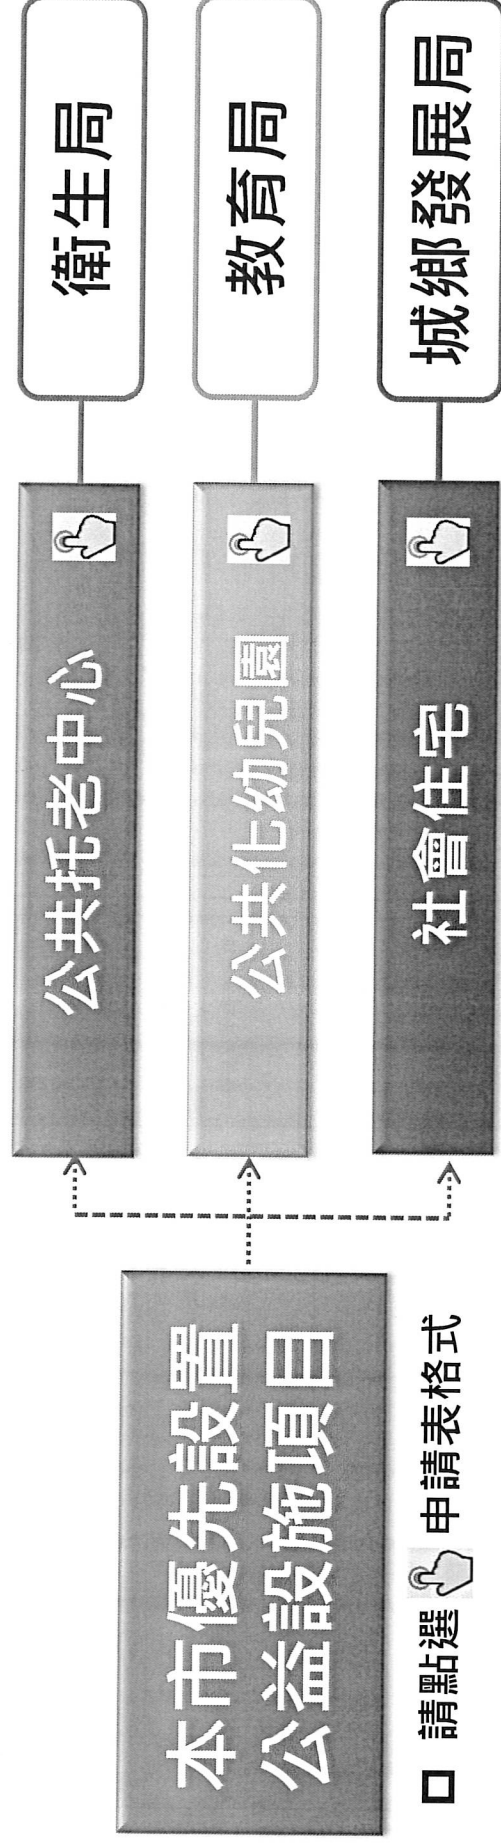 本市優先設置
公益設施項目
公共托老中心
衛生局
公共化幼兒園
教育局
社會住宅
城鄉發展局
請點選 申請表格式